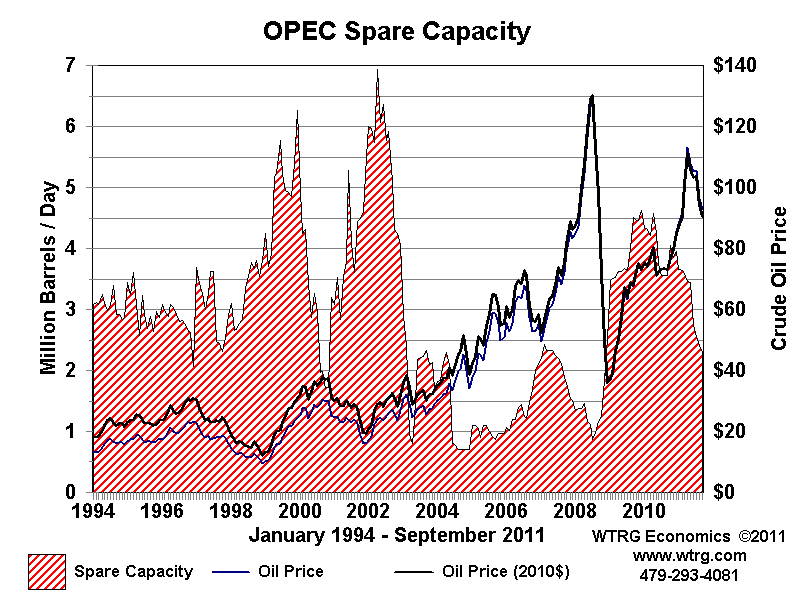 OPEC Spare Capacity
7
6
5
4
3
2
1
0
Million Barrels / Day
$140
$120
$100
$80
$60
$40
$20
$0
Crude Oil Price
1994 1996 1998 2000 2002 2004 2006 2008 2010
January 1994 - September 2011
WTRG Economics ©2011
www.wtrg.com
479-293-4081
Spare Capacity
Oil Price
Oil Price (2010$)